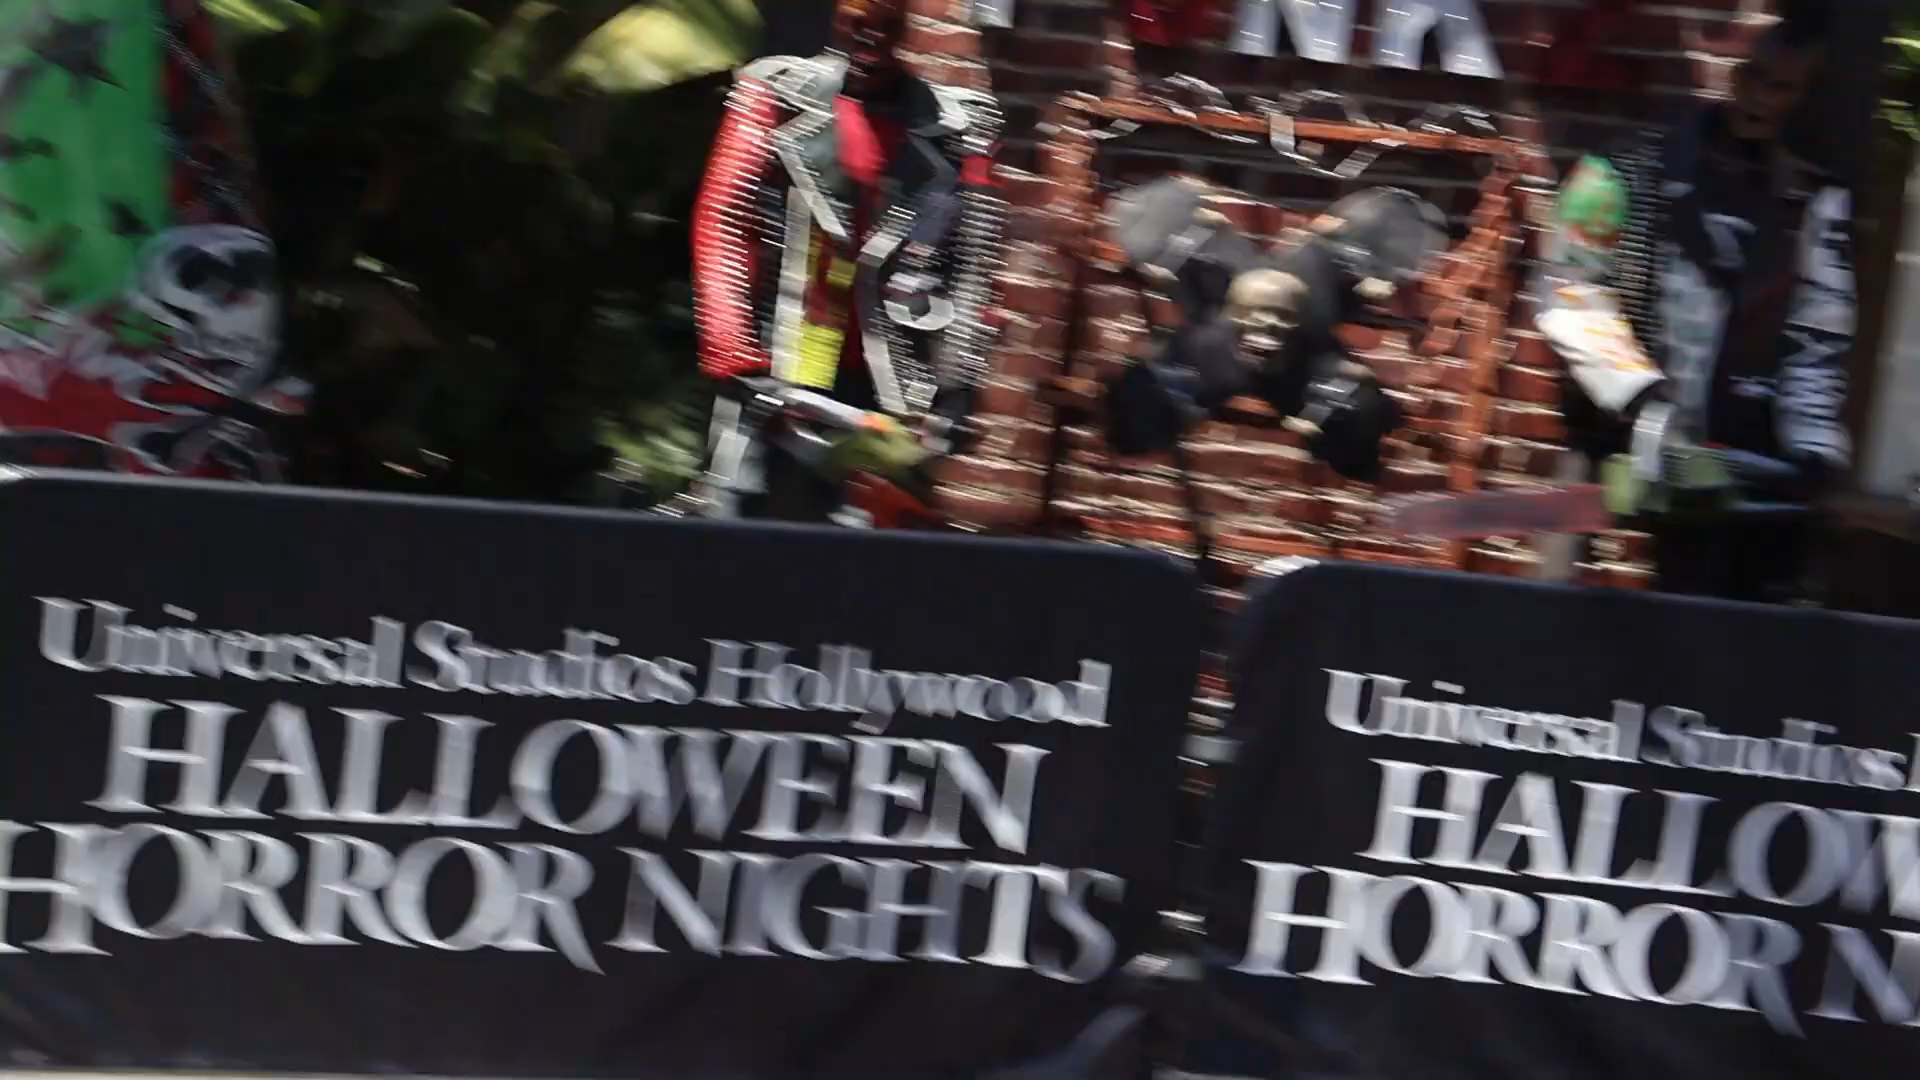 Universal Studios Hollywood
HALLOWEEN
HORROR NIGHTS
Universal Studios
HALLOW
HORROR N